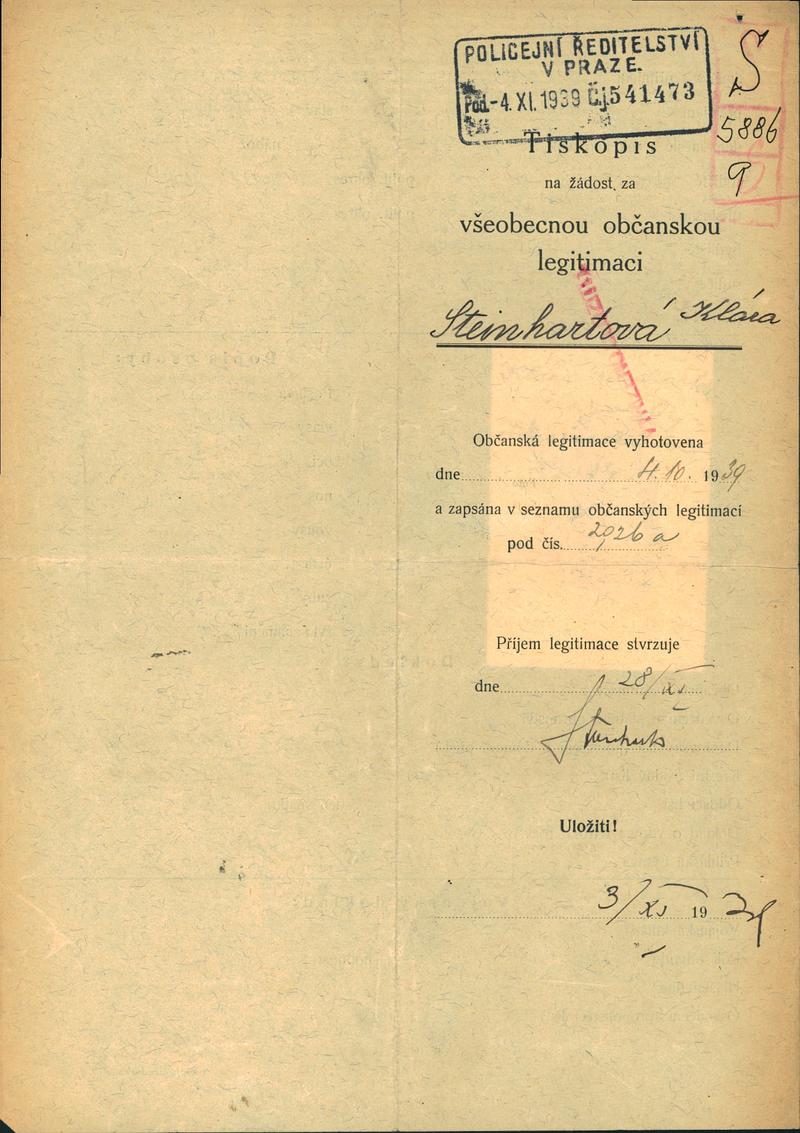 POLICEJNÍ ŘEDITELSTVÍ
V PRAZE.
Pod. -4. XI. 1939 Čj. 541473
S
5886
9
Tiskopis
na žádost za
všeobecnou občanskou
legitimaci
Steinhartová Klára
Občanská legitimace vyhotovena
dne 4. 10. 1939
a zapsána v seznamu občanských legitimací
pod čís.
Příjem legitimace stvrzuje
dne 28/XI
Uložiti!
3/XI 1939